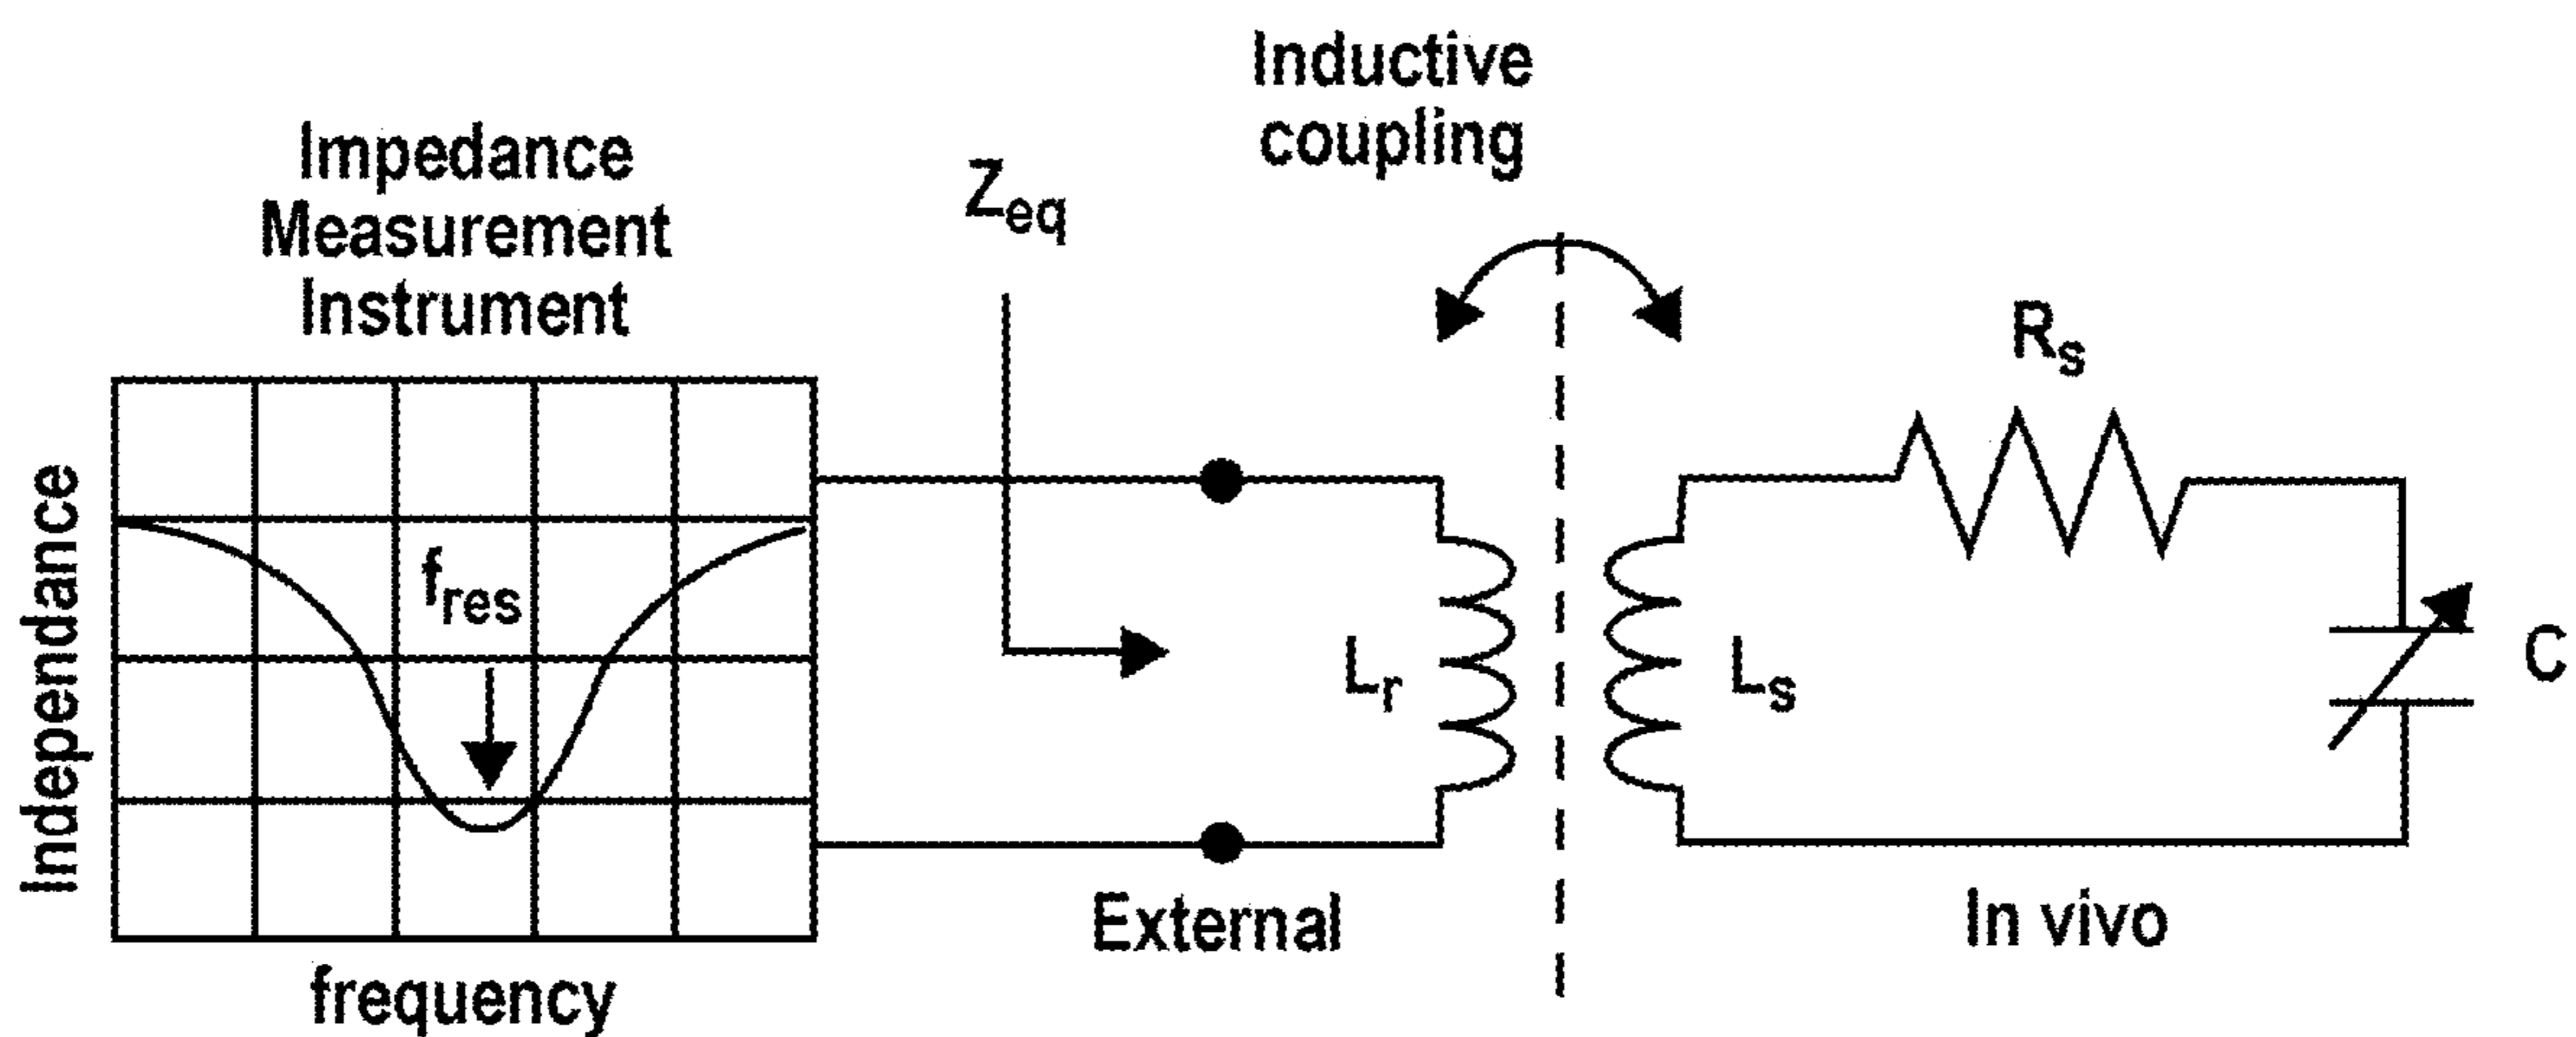 Inductive
coupling
Impedance
Measurement
Instrument
Zeq
Rs
Independance
fres
Lr
Ls
C
External
In vivo
frequency